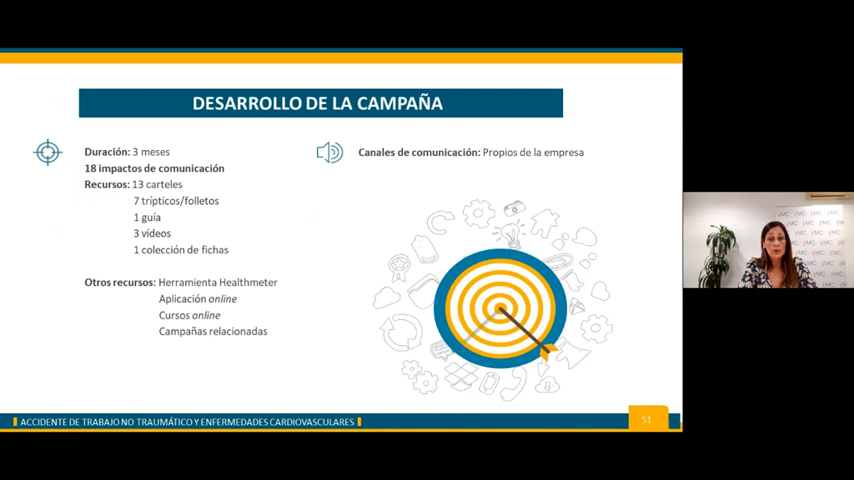 DESARROLLO DE LA CAMPAÑA
Duración: 3 meses
18 impactos de comunicación
Recursos: 13 carteles
7 trípticos/folletos
1 guía
3 vídeos
1 colección de fichas
Otros recursos: Herramienta Healthmeter
Aplicación online
Cursos online
Campañas relacionadas
Canales de comunicación: Propios de la empresa
ACCIDENTE DE TRABAJO NO TRAUMÁTICO Y ENFERMEDADES CARDIOVASCULARES
51